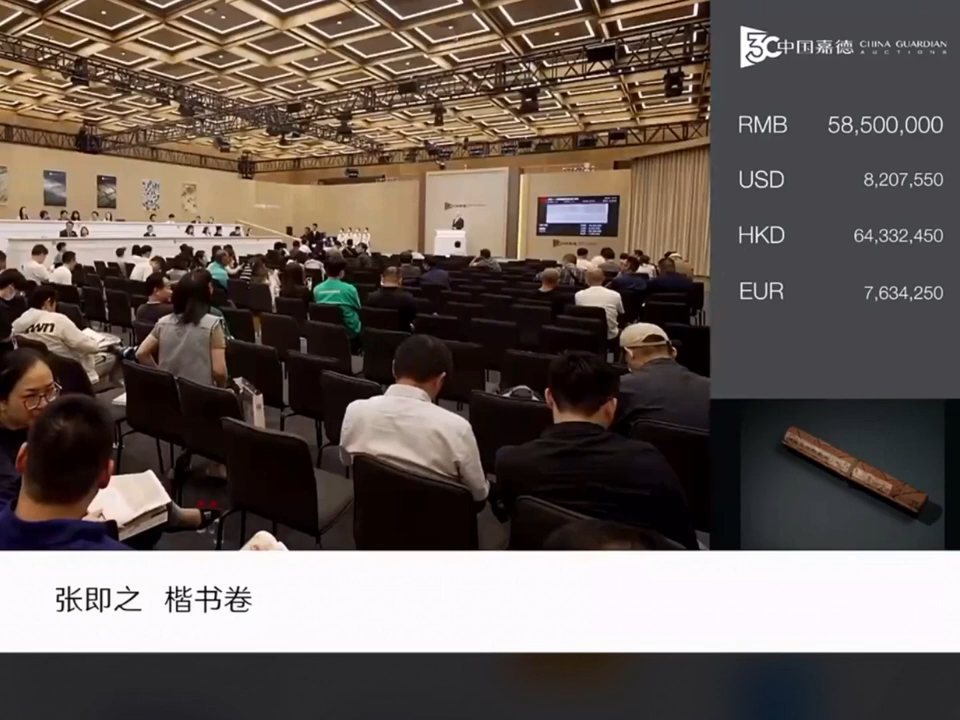 30 中国嘉德 CHINA GUARDIAN
AUCTIONS
RMB 58,500,000
USD 8,207,550
HKD 64,332,450
EUR 7,634,250
张即之 楷书卷